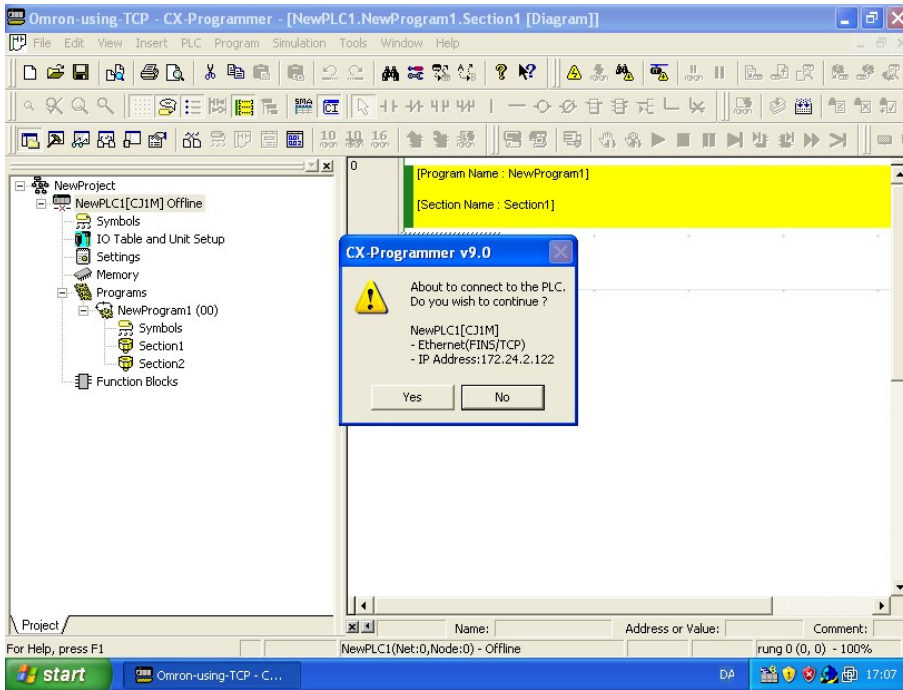 Omron-using-TCP - CX-Programmer - [NewPLC1.NewProgram1.Section1 [Diagram]]
File Edit View Insert PLC Program Simulation Tools Window Help
NewProject
NewPLC1[CJ1M] Offline
Symbols
IO Table and Unit Setup
Settings
Memory
Programs
NewProgram1 (00)
Symbols
Section1
Section2
Function Blocks
Project
0
[Program Name : NewProgram1]
[Section Name : Section1]
CX-Programmer v9.0
About to connect to the PLC.
Do you wish to continue ?
NewPLC1[CJ1M]
- Ethernet(FINS/TCP)
- IP Address:172.24.2.122
Yes No
Name: Address or Value: Comment:
For Help, press F1 NewPLC1(Net:0,Node:0) - Offline rung 0 (0, 0) - 100%
start Omron-using-TCP - C... DA 17:07